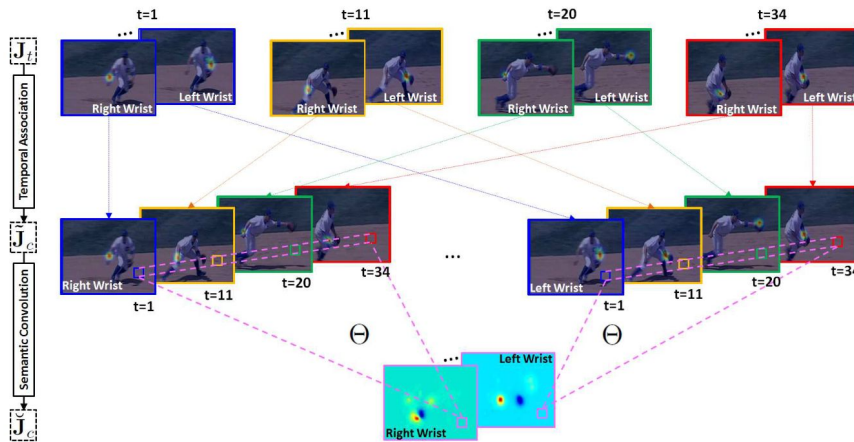 t=1
t=11
t=20
t=34
...
...
...
...
J_t
Right Wrist
Left Wrist
Right Wrist
Left Wrist
Right Wrist
Left Wrist
Right Wrist
Left Wrist
Temporal Association
J̃_c
Right Wrist
t=1
t=11
t=20
t=34
...
Left Wrist
t=1
t=11
t=20
t=34
Semantic Convolution
Θ
Θ
...
Left Wrist
Right Wrist
J̆_c